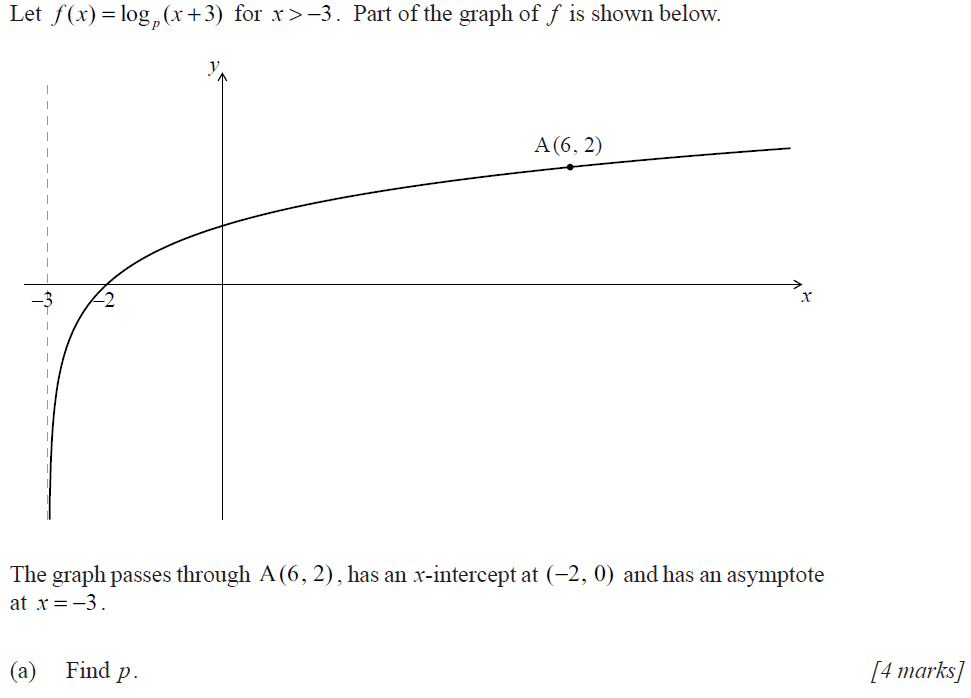 Let f(x) = log_p(x+3) for x > −3. Part of the graph of f is shown below.
y
A(6, 2)
−3
−2
x
The graph passes through A(6, 2), has an x-intercept at (−2, 0) and has an asymptote
at x = −3.
(a) Find p. [4 marks]